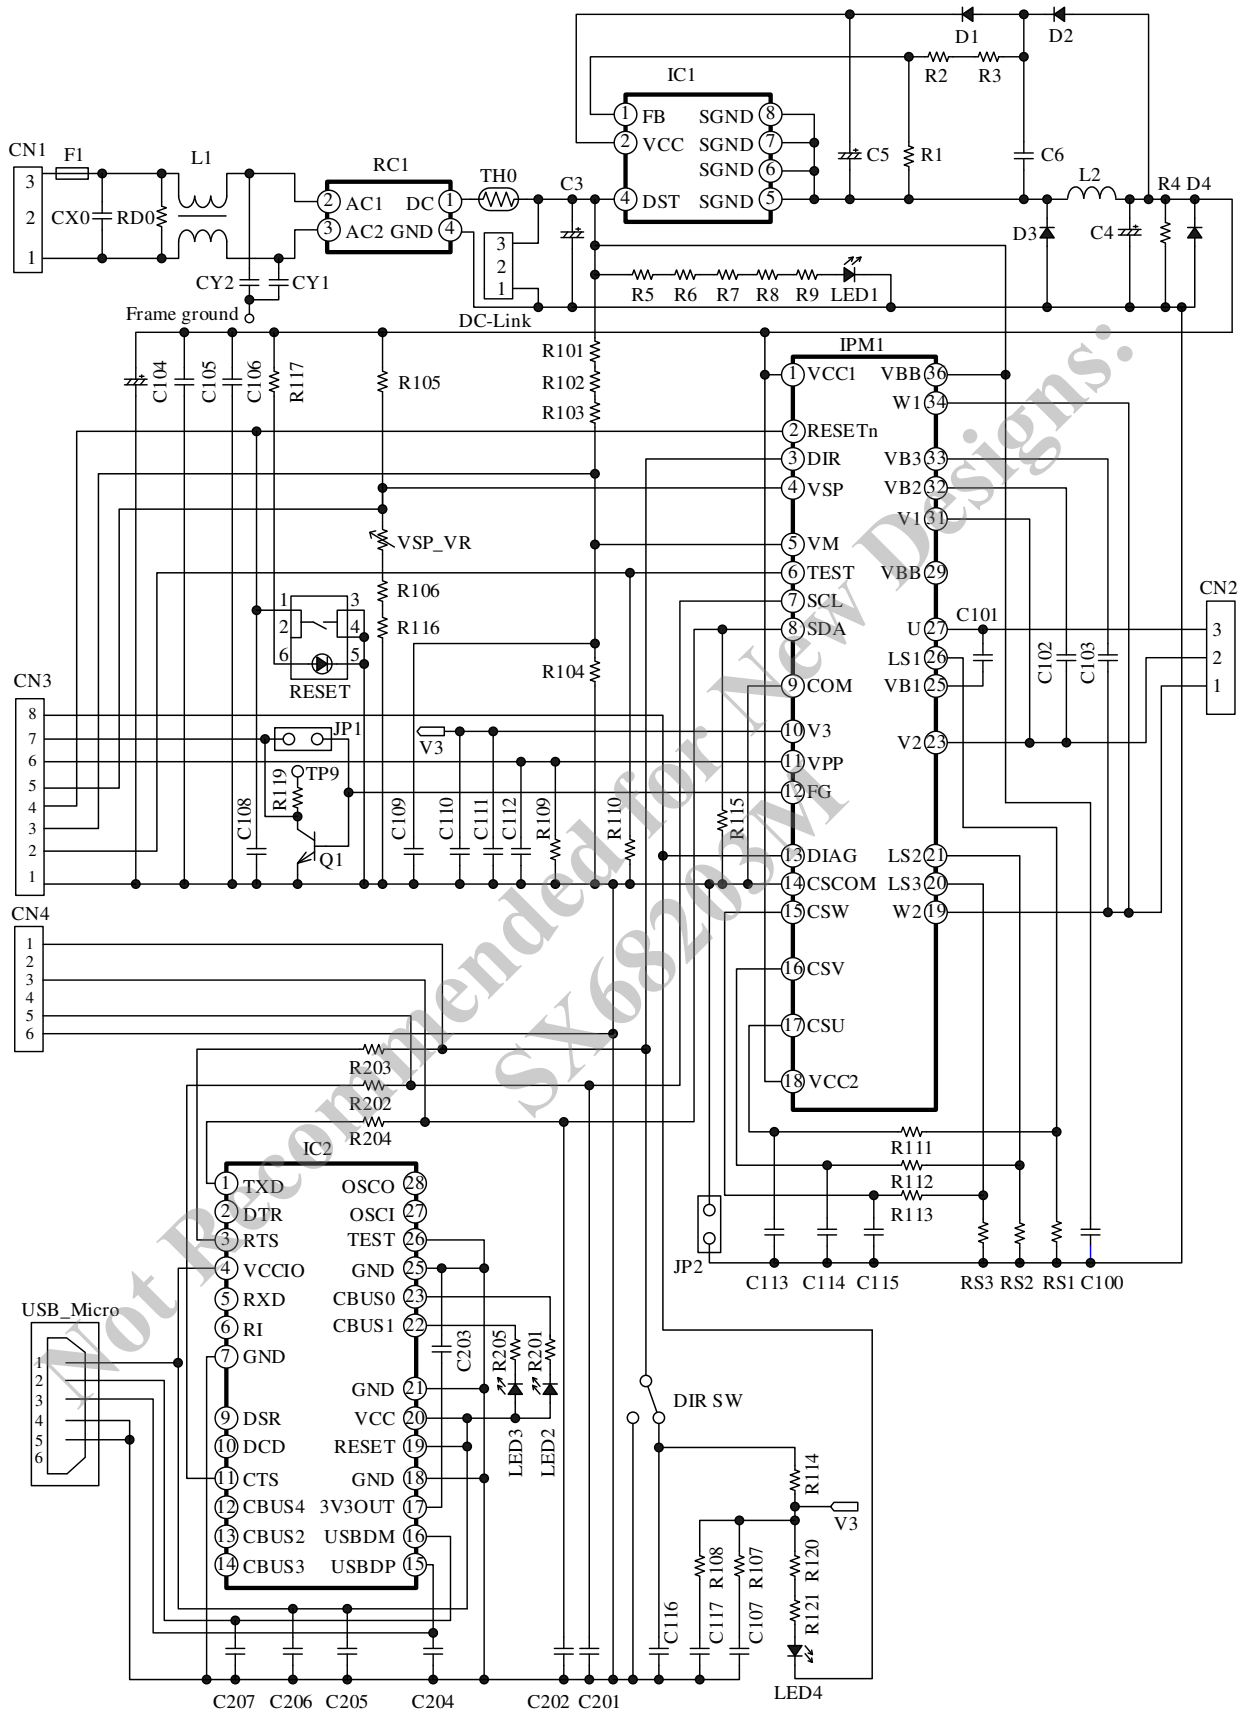 D1
D2
R2
R3
IC1
1 FB
SGND 8
2 VCC
SGND 7
SGND 6
4 DST
SGND 5
C5
R1
C6
CN1
F1
L1
RC1
TH0
C3
L2
R4 D4
3
2
1
CX0
RD0
2 AC1
DC 1
3 AC2
GND 4
3
2
1
D3
C4
CY2
CY1
R5
R6
R7
R8
R9
LED1
Frame ground
DC-Link
C104
C105
C106
R117
R105
R101
R102
R103
IPM1
1 VCC1
VBB 36
W1 34
2 RESETn
3 DIR
VB3 33
4 VSP
VB2 32
V1 31
5 VM
6 TEST
VBB 29
7 SCL
8 SDA
U 27
LS1 26
9 COM
VB1 25
10 V3
V2 23
11 VPP
12 FG
13 DIAG
LS2 21
14 CSCOM
LS3 20
15 CSW
W2 19
16 CSV
17 CSU
18 VCC2
VSP_VR
R106
R116
1
2
6
3
4
5
RESET
R104
C101
C102
C103
CN2
3
2
1
CN3
8
7
6
5
4
3
2
1
JP1
V3
TP9
R119
Q1
C108
C109
C110
C111
C112
R109
R110
R115
CN4
1
2
3
4
5
6
R203
R202
R204
IC2
1 TXD
OSCO 28
2 DTR
OSCI 27
3 RTS
TEST 26
4 VCCIO
GND 25
5 RXD
CBUS0 23
6 RI
CBUS1 22
7 GND
GND 21
9 DSR
VCC 20
10 DCD
RESET 19
11 CTS
GND 18
12 CBUS4
3V3OUT 17
13 CBUS2
USBDM 16
14 CBUS3
USBDP 15
R111
R112
R113
JP2
C113
C114
C115
RS3
RS2
RS1
C100
USB_Micro
1
2
3
4
5
6
C203
R205
R201
LED3
LED2
DIR SW
R114
V3
R108
R107
R120
R121
C116
C117
C107
LED4
C207
C206
C205
C204
C202
C201
Not Recommended for New Designs:
SX68203M